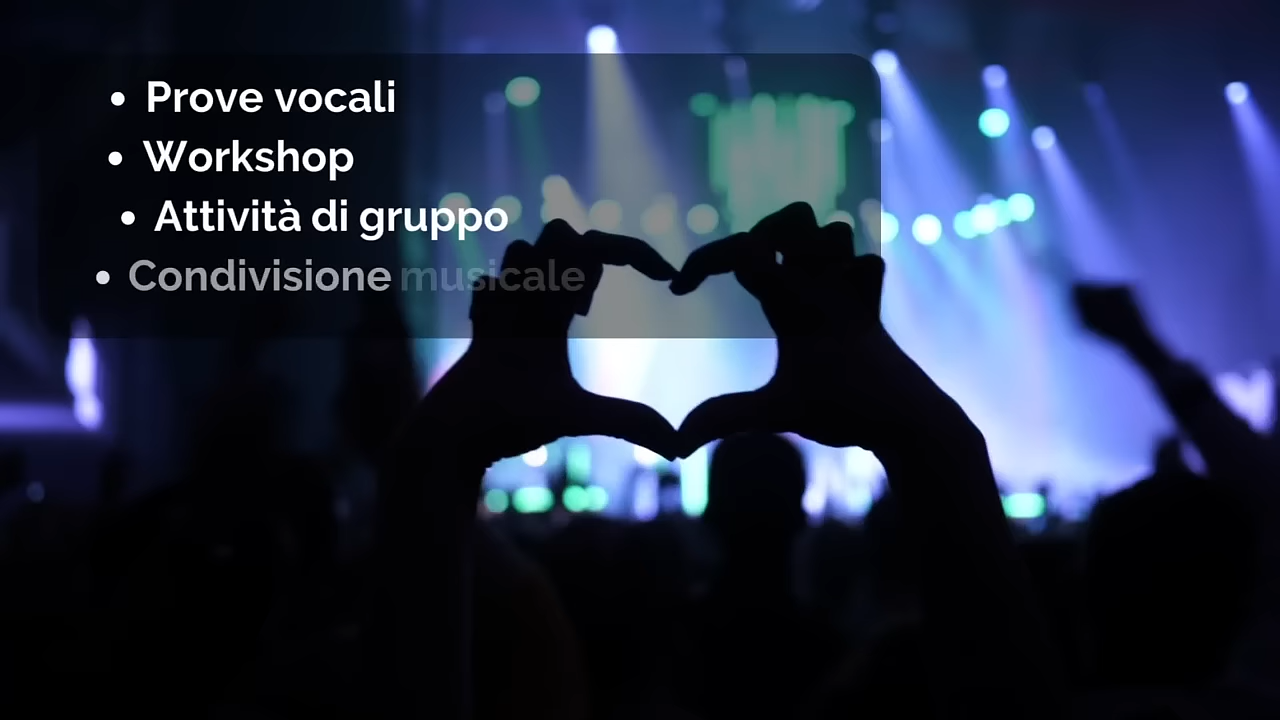 • Prove vocali
• Workshop
• Attività di gruppo
• Condivisione musicale